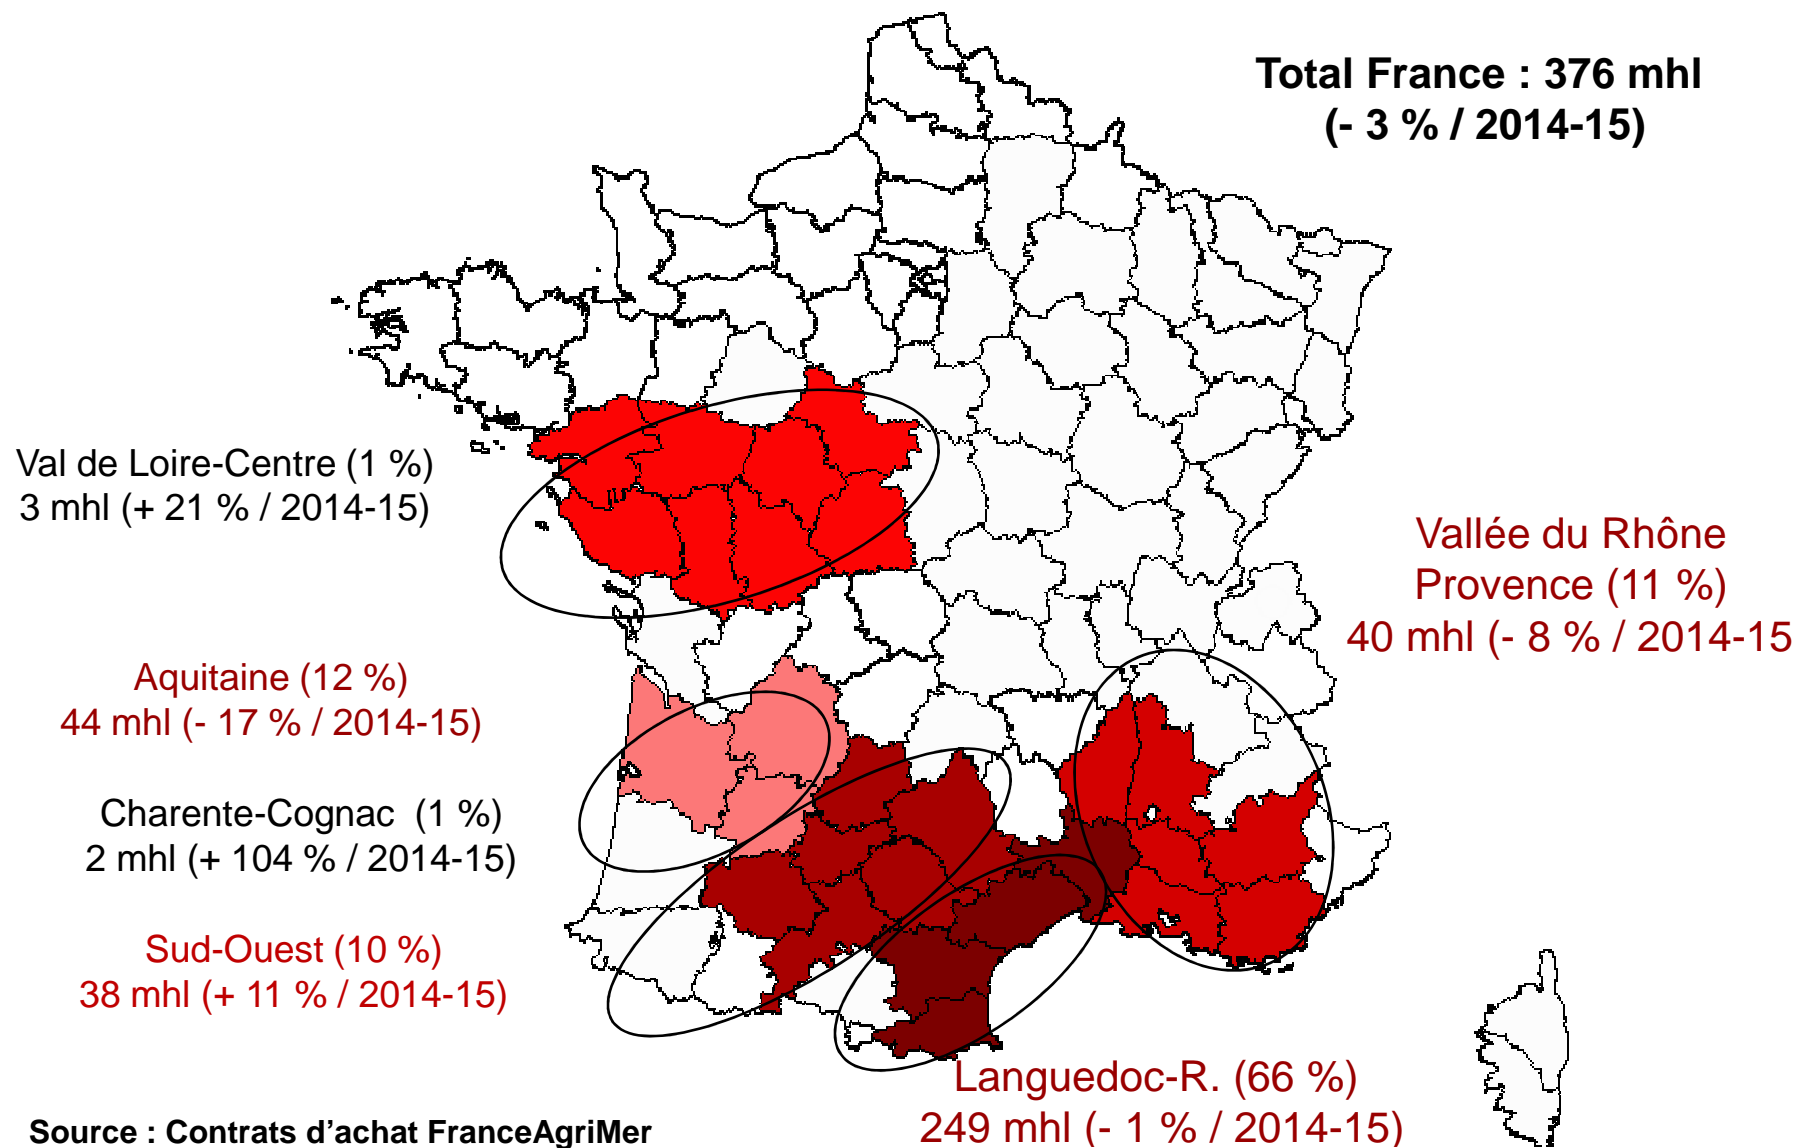 Total France : 376 mhl
(- 3 % / 2014-15)
Val de Loire-Centre (1 %)
3 mhl (+ 21 % / 2014-15)
Vallée du Rhône
Provence (11 %)
40 mhl (- 8 % / 2014-15
Aquitaine (12 %)
44 mhl (- 17 % / 2014-15)
Charente-Cognac (1 %)
2 mhl (+ 104 % / 2014-15)
Sud-Ouest (10 %)
38 mhl (+ 11 % / 2014-15)
Languedoc-R. (66 %)
249 mhl (- 1 % / 2014-15)
Source : Contrats d'achat FranceAgriMer